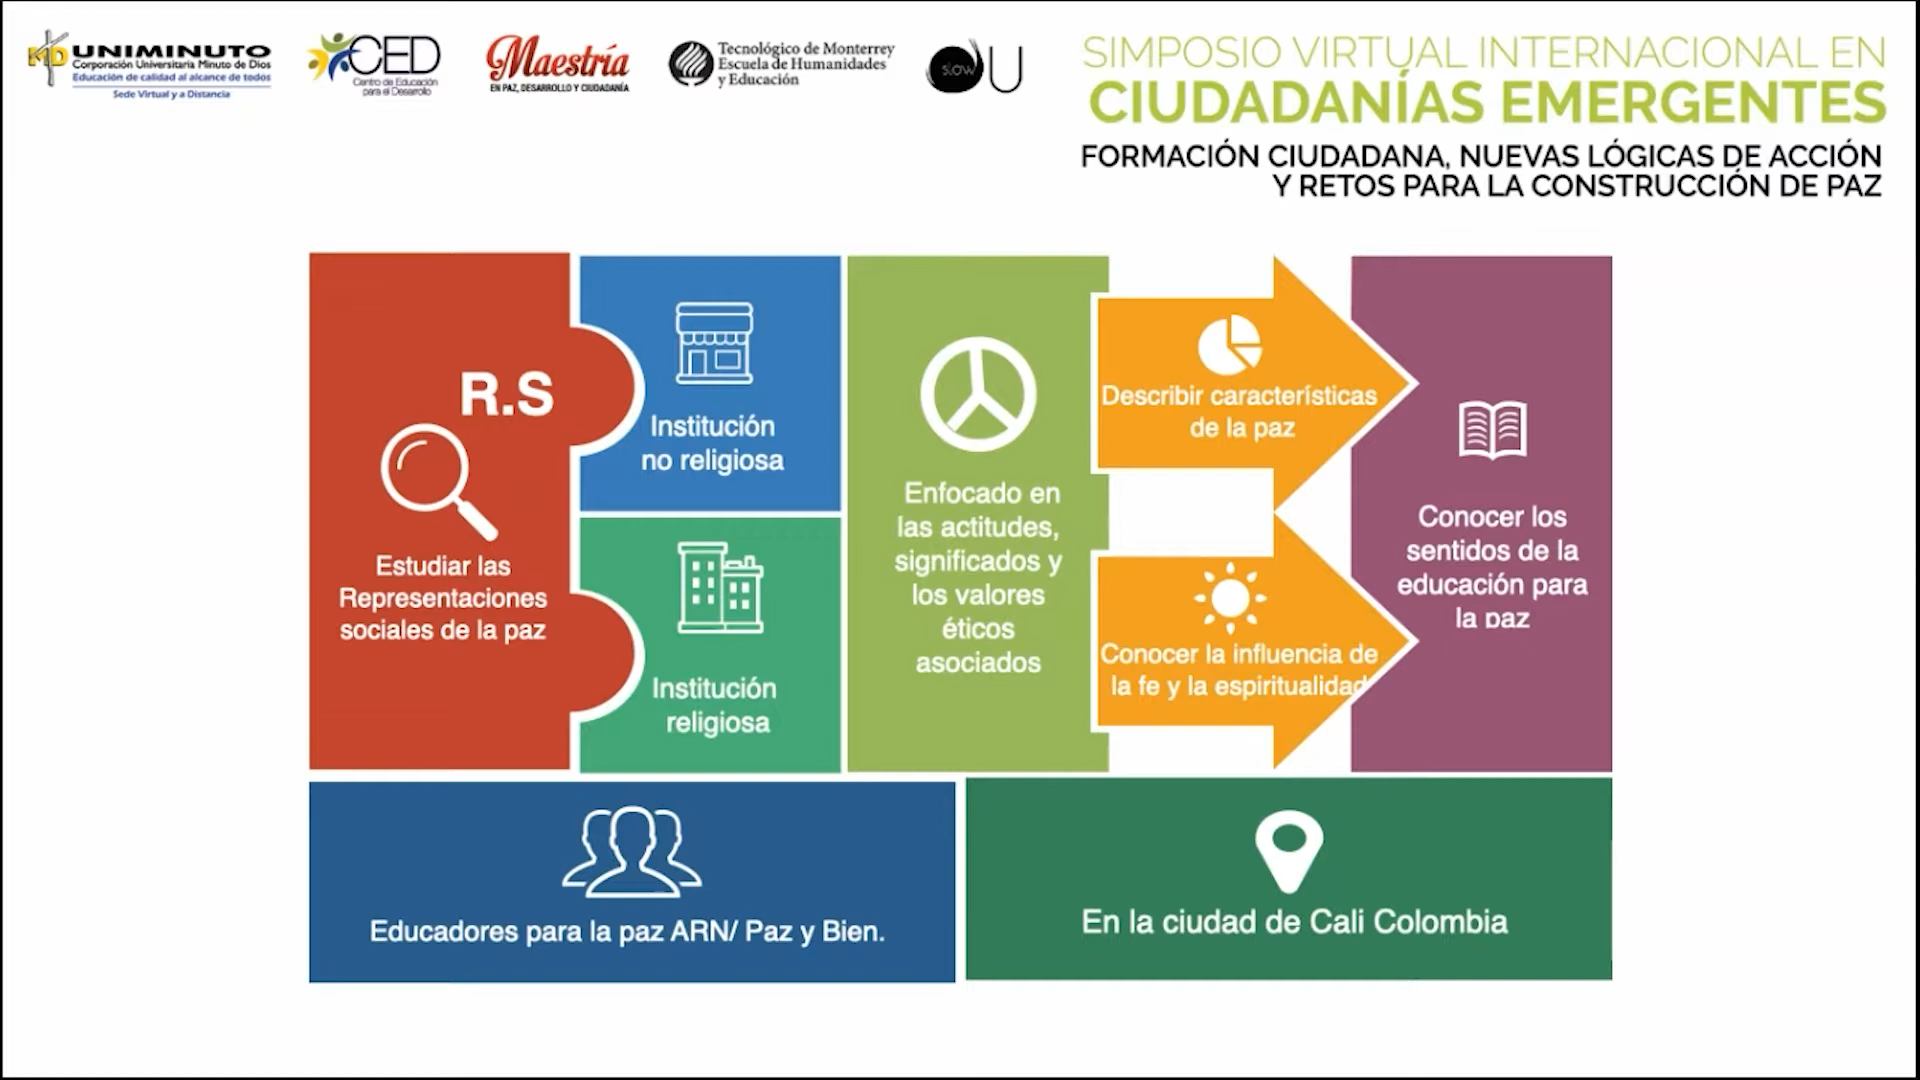 UNIMINUTO
Corporación Universitaria Minuto de Dios
Educación de calidad al alcance de todos
Sede Virtual y a Distancia
CED
Centro de Educación
para el Desarrollo
Maestría
EN PAZ, DESARROLLO Y CIUDADANÍA
Tecnológico de Monterrey
Escuela de Humanidades
y Educación
slow U
SIMPOSIO VIRTUAL INTERNACIONAL EN
CIUDADANÍAS EMERGENTES
FORMACIÓN CIUDADANA, NUEVAS LÓGICAS DE ACCIÓN
Y RETOS PARA LA CONSTRUCCIÓN DE PAZ
R.S
Estudiar las
Representaciones
sociales de la paz
Institución
no religiosa
Institución
religiosa
Enfocado en
las actitudes,
significados y
los valores
éticos
asociados
Describir características
de la paz
Conocer la influencia de
la fe y la espiritualidad
Conocer los
sentidos de la
educación para
la paz
Educadores para la paz ARN/ Paz y Bien.
En la ciudad de Cali Colombia